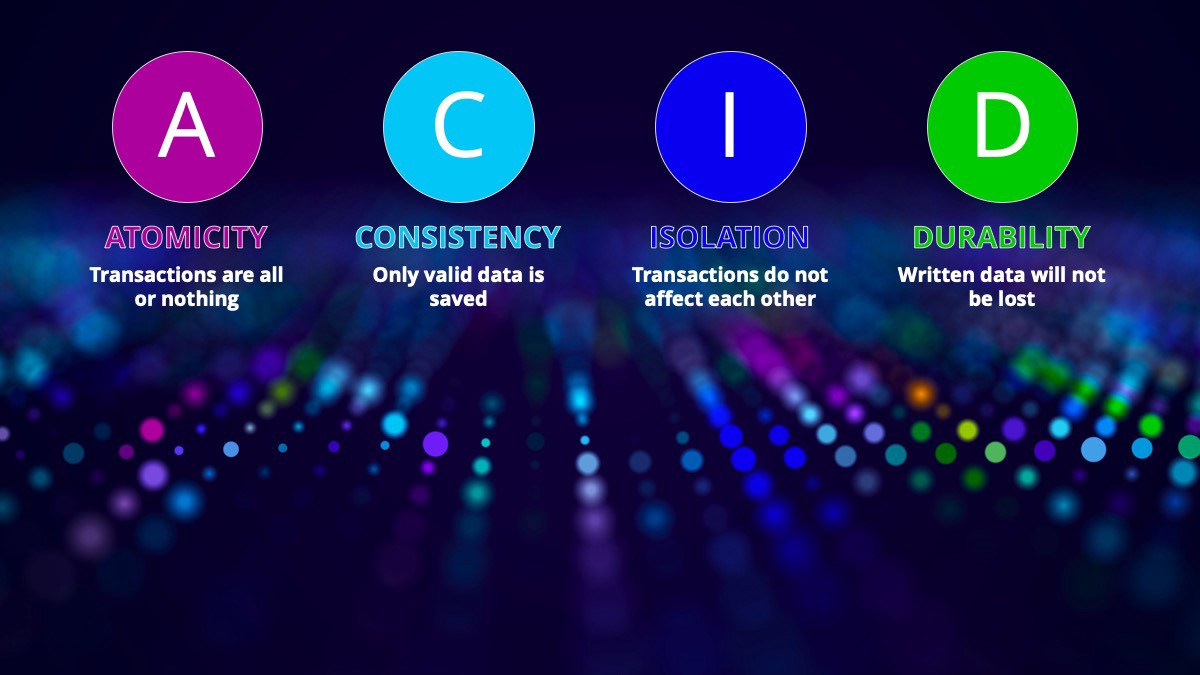 A
C
I
D
ATOMICITY
Transactions are all
or nothing
CONSISTENCY
Only valid data is
saved
ISOLATION
Transactions do not
affect each other
DURABILITY
Written data will not
be lost